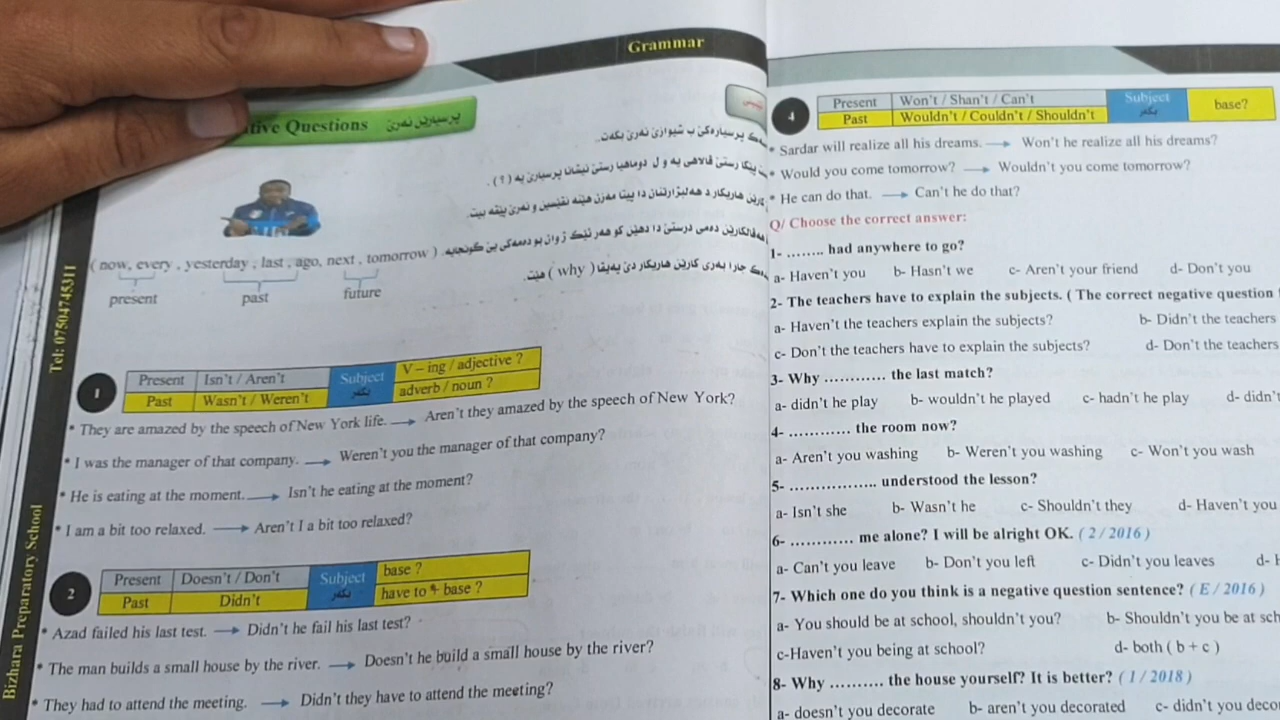 Grammar
tive Questions پرسیارێن نەرێ
( now, every , yesterday , last , ago, next , tomorrow )
present past future
Tel: 07504745311
Bizhara Preparatory School
1
Present Isn't / Aren't Subject V – ing / adjective ?
Past Wasn't / Weren't adverb / noun ?
* They are amazed by the speech of New York life. → Aren't they amazed by the speech of New York?
* I was the manager of that company. → Weren't you the manager of that company?
* He is eating at the moment. → Isn't he eating at the moment?
* I am a bit too relaxed. → Aren't I a bit too relaxed?
2
Present Doesn't / Don't Subject base ?
Past Didn't have to + base ?
* Azad failed his last test. → Didn't he fail his last test?
* The man builds a small house by the river. → Doesn't he build a small house by the river?
* They had to attend the meeting. → Didn't they have to attend the meeting?
4
Present Won't / Shan't / Can't Subject base?
Past Wouldn't / Couldn't / Shouldn't
* Sardar will realize all his dreams. → Won't he realize all his dreams?
* Would you come tomorrow? → Wouldn't you come tomorrow?
* He can do that. → Can't he do that?
Q/ Choose the correct answer:
1- ........ had anywhere to go?
a- Haven't you b- Hasn't we c- Aren't your friend d- Don't you
2- The teachers have to explain the subjects. ( The correct negative question
a- Haven't the teachers explain the subjects? b- Didn't the teachers
c- Don't the teachers have to explain the subjects? d- Don't the teachers
3- Why ............ the last match?
a- didn't he play b- wouldn't he played c- hadn't he play d- didn't
4- ............ the room now?
a- Aren't you washing b- Weren't you washing c- Won't you wash
5- ................. understood the lesson?
a- Isn't she b- Wasn't he c- Shouldn't they d- Haven't you
6- ............ me alone? I will be alright OK. ( 2 / 2016 )
a- Can't you leave b- Don't you left c- Didn't you leaves d-
7- Which one do you think is a negative question sentence? ( E / 2016 )
a- You should be at school, shouldn't you? b- Shouldn't you be at sch
c-Haven't you being at school? d- both ( b + c )
8- Why .......... the house yourself? It is better? ( 1 / 2018 )
a- doesn't you decorate b- aren't you decorated c- didn't you deco